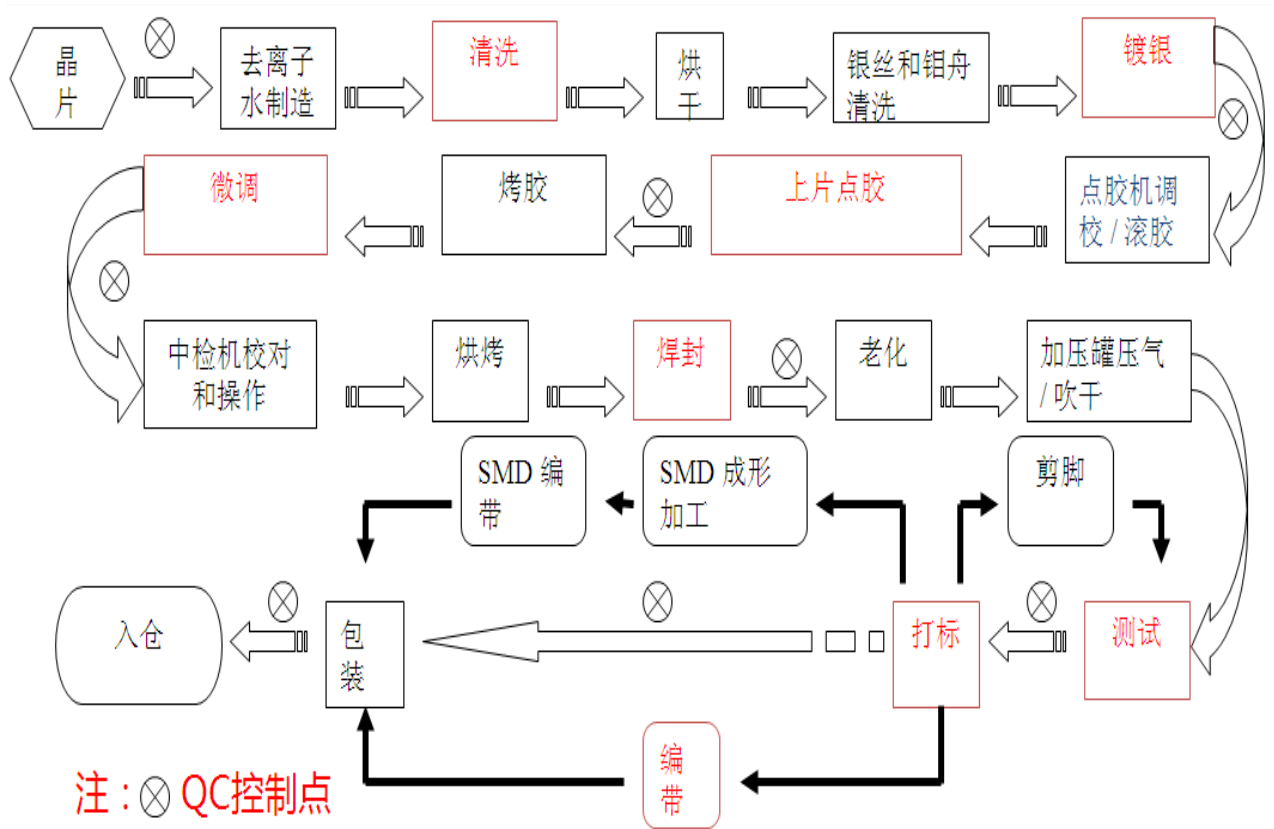 晶
片
去离子
水制造
清洗
烘
干
银丝和钼舟
清洗
镀银
微调
烤胶
上片点胶
点胶机调
校 / 滚胶
中检机校对
和操作
烘烤
焊封
老化
加压罐压气
/ 吹干
SMD 编
带
SMD 成形
加工
剪脚
入仓
包
装
打标
测试
编
带
注：⊗ QC控制点